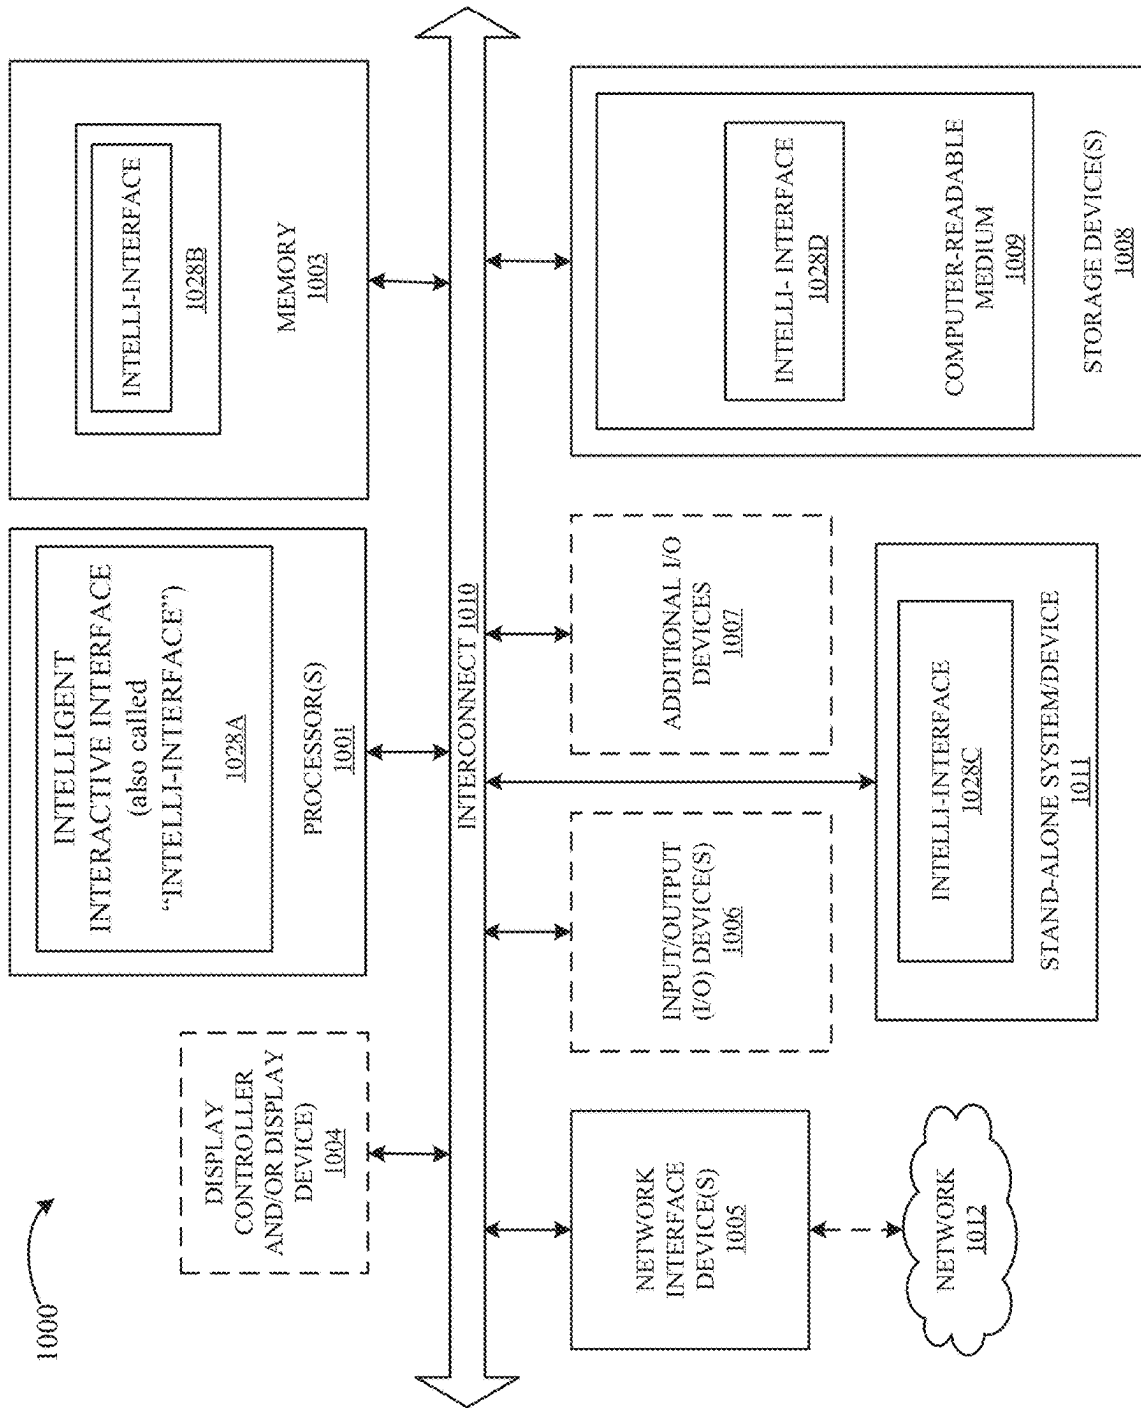 1000
DISPLAY
CONTROLLER
AND/OR DISPLAY
DEVICE)
1004
INTELLIGENT
INTERACTIVE INTERFACE
(also called
“INTELLI-INTERFACE”)
1028A
PROCESSOR(S)
1001
INTELLI-INTERFACE
1028B
MEMORY
1003
INTERCONNECT 1010
NETWORK
INTERFACE
DEVICE(S)
1005
INPUT/OUTPUT
(I/O) DEVICE(S)
1006
ADDITIONAL I/O
DEVICES
1007
INTELLI- INTERFACE
1028D
COMPUTER-READABLE
MEDIUM
1009
STORAGE DEVICE(S)
1008
NETWORK
1012
INTELLI-INTERFACE
1028C
STAND-ALONE SYSTEM/DEVICE
1011